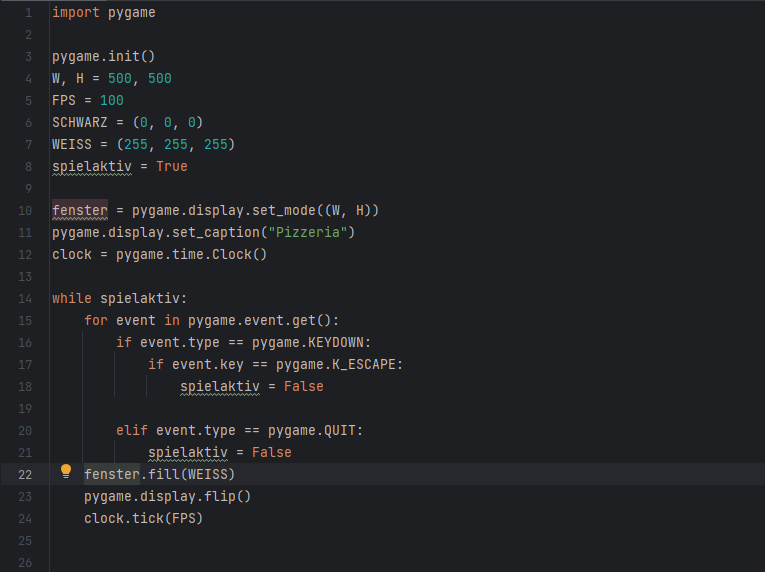 1 import pygame
2
3 pygame.init()
4 W, H = 500, 500
5 FPS = 100
6 SCHWARZ = (0, 0, 0)
7 WEISS = (255, 255, 255)
8 spielaktiv = True
9
10 fenster = pygame.display.set_mode((W, H))
11 pygame.display.set_caption("Pizzeria")
12 clock = pygame.time.Clock()
13
14 while spielaktiv:
15     for event in pygame.event.get():
16         if event.type == pygame.KEYDOWN:
17             if event.key == pygame.K_ESCAPE:
18                 spielaktiv = False
19
20         elif event.type == pygame.QUIT:
21             spielaktiv = False
22     fenster.fill(WEISS)
23     pygame.display.flip()
24     clock.tick(FPS)
25
26